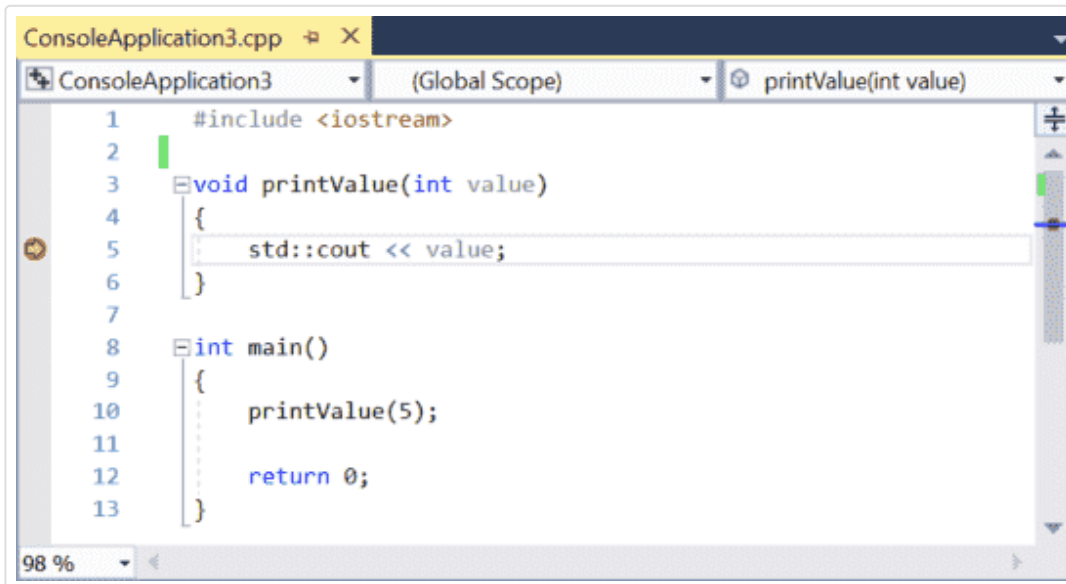 ConsoleApplication3.cpp
ConsoleApplication3 (Global Scope) printValue(int value)
1 #include <iostream>
2
3 void printValue(int value)
4 {
5 std::cout << value;
6 }
7
8 int main()
9 {
10 printValue(5);
11
12 return 0;
13 }
98 %